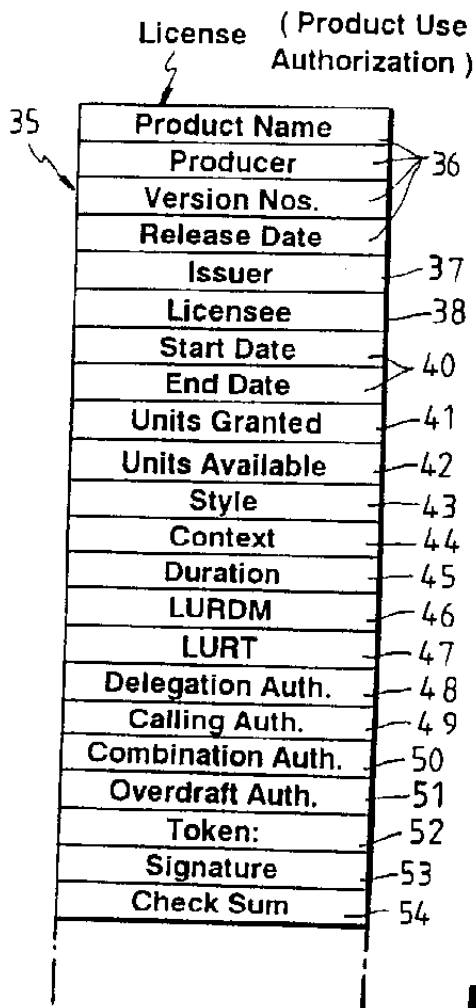 License ( Product Use
Authorization )
35
Product Name
Producer 36
Version Nos.
Release Date
Issuer 37
Licensee 38
Start Date
40
End Date
Units Granted 41
Units Available 42
Style 43
Context 44
Duration 45
LURDM 46
LURT 47
Delegation Auth. 48
Calling Auth. 49
Combination Auth. 50
Overdraft Auth. 51
Token: 52
Signature 53
Check Sum 54